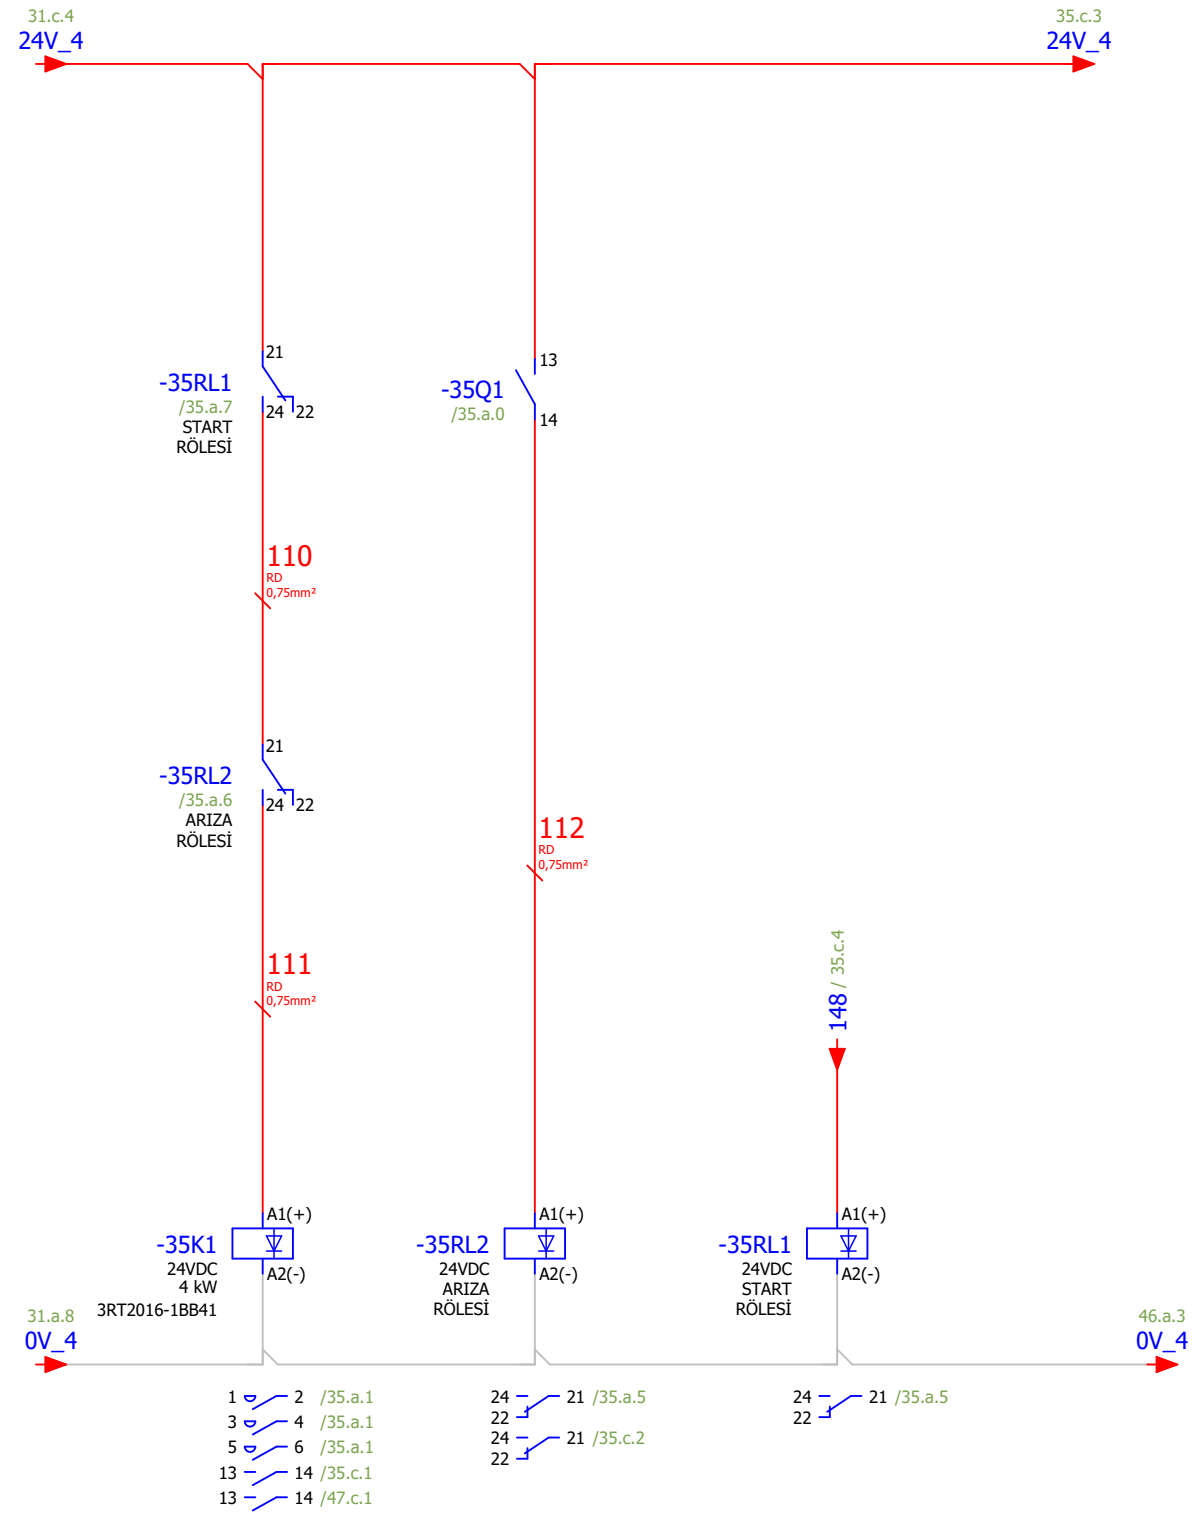 31.c.4
24V_4
35.c.3
24V_4
21
-35RL1
/35.a.7
START
RÖLESİ
24
22
13
-35Q1
/35.a.0
14
110
RD
0,75mm²
21
-35RL2
/35.a.6
ARIZA
RÖLESİ
24
22
112
RD
0,75mm²
111
RD
0,75mm²
148 / 35.c.4
A1(+)
-35K1
24VDC
4 kW
3RT2016-1BB41
A2(-)
A1(+)
-35RL2
24VDC
ARIZA
RÖLESİ
A2(-)
A1(+)
-35RL1
24VDC
START
RÖLESİ
A2(-)
31.a.8
0V_4
46.a.3
0V_4
1 2 /35.a.1
3 4 /35.a.1
5 6 /35.a.1
13 14 /35.c.1
13 14 /47.c.1
24 21 /35.a.5
22
24 21 /35.c.2
22
24 21 /35.a.5
22